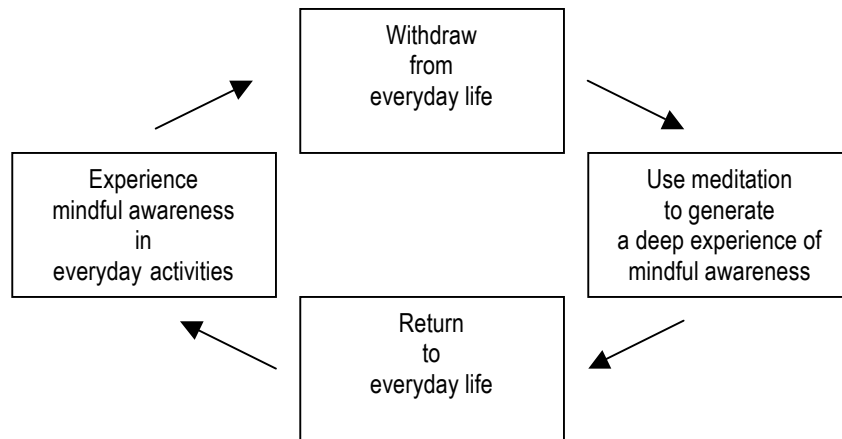 Withdraw
from
everyday life
Experience
mindful awareness
in
everyday activities
Use meditation
to generate
a deep experience of
mindful awareness
Return
to
everyday life